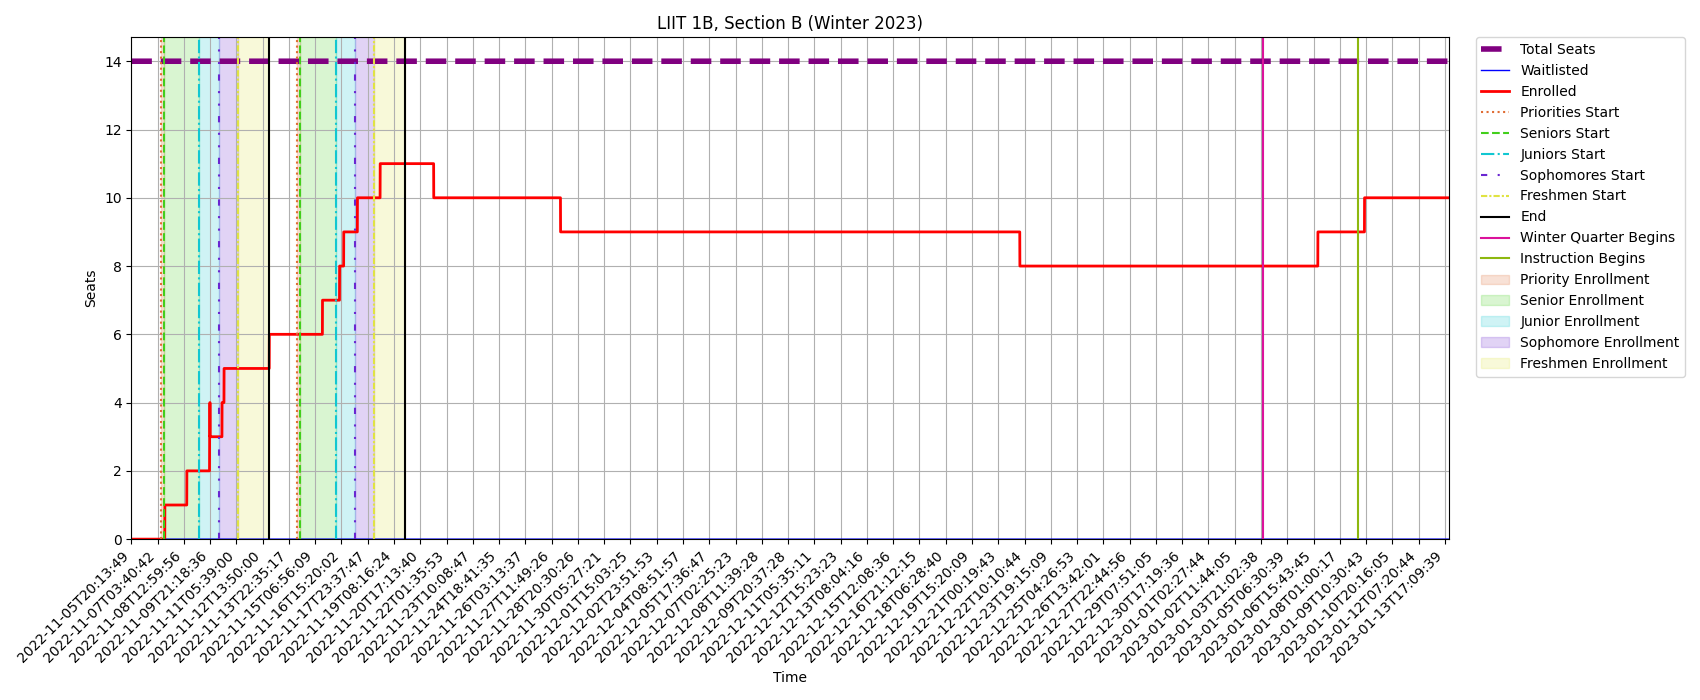 LIIT 1B, Section B (Winter 2023)
Seats
14
12
10
8
6
4
2
0
2022-11-05T20:13:49
2022-11-07T03:40:42
2022-11-08T12:59:56
2022-11-09T21:18:36
2022-11-11T05:39:00
2022-11-12T13:50:00
2022-11-13T22:35:17
2022-11-15T06:56:09
2022-11-16T15:20:02
2022-11-17T23:37:47
2022-11-19T08:16:24
2022-11-20T17:13:40
2022-11-22T01:35:53
2022-11-23T10:08:47
2022-11-24T18:41:35
2022-11-26T03:13:37
2022-11-27T11:49:26
2022-11-28T20:30:26
2022-11-30T05:27:21
2022-12-01T15:03:25
2022-12-02T23:51:53
2022-12-04T08:51:57
2022-12-05T17:36:47
2022-12-07T02:25:23
2022-12-08T11:39:28
2022-12-09T20:37:28
2022-12-11T05:35:11
2022-12-12T15:23:23
2022-12-13T08:04:16
2022-12-15T12:08:36
2022-12-16T21:12:15
2022-12-18T06:28:40
2022-12-19T15:20:09
2022-12-21T00:19:43
2022-12-22T10:10:44
2022-12-23T19:15:09
2022-12-25T04:26:53
2022-12-26T13:42:01
2022-12-27T22:44:56
2022-12-29T07:51:05
2022-12-30T17:19:36
2023-01-01T02:27:44
2023-01-02T11:44:05
2023-01-03T21:02:38
2023-01-05T06:30:39
2023-01-06T15:43:45
2023-01-08T01:00:17
2023-01-09T10:30:43
2023-01-10T20:16:05
2023-01-12T07:20:44
2023-01-13T17:09:39
Time
Total Seats
Waitlisted
Enrolled
Priorities Start
Seniors Start
Juniors Start
Sophomores Start
Freshmen Start
End
Winter Quarter Begins
Instruction Begins
Priority Enrollment
Senior Enrollment
Junior Enrollment
Sophomore Enrollment
Freshmen Enrollment